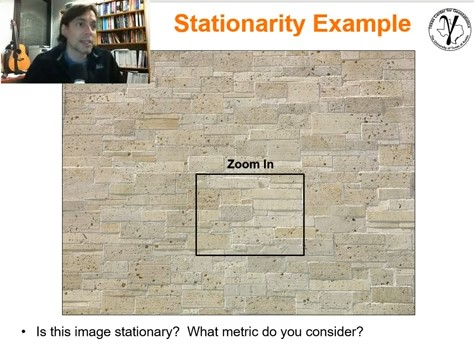 Stationarity Example
Zoom In
• Is this image stationary?  What metric do you consider?